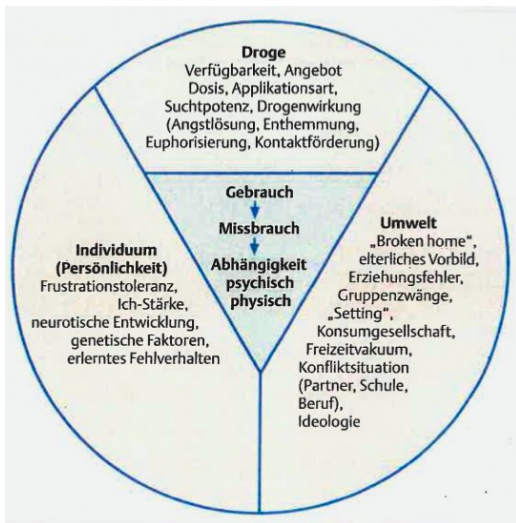 Droge
Verfügbarkeit, Angebot
Dosis, Applikationsart,
Suchtpotenz, Drogenwirkung
(Angstlösung, Enthemmung,
Euphorisierung, Kontaktförderung)
Gebrauch
Missbrauch
Abhängigkeit
psychisch
physisch
Individuum
(Persönlichkeit)
Frustrationstoleranz,
Ich-Stärke,
neurotische Entwicklung,
genetische Faktoren,
erlerntes Fehlverhalten
Umwelt
„Broken home“,
elterliches Vorbild,
Erziehungsfehler,
Gruppenzwänge,
„Setting“,
Konsumgesellschaft,
Freizeitvakuum,
Konfliktsituation
(Partner, Schule,
Beruf),
Ideologie